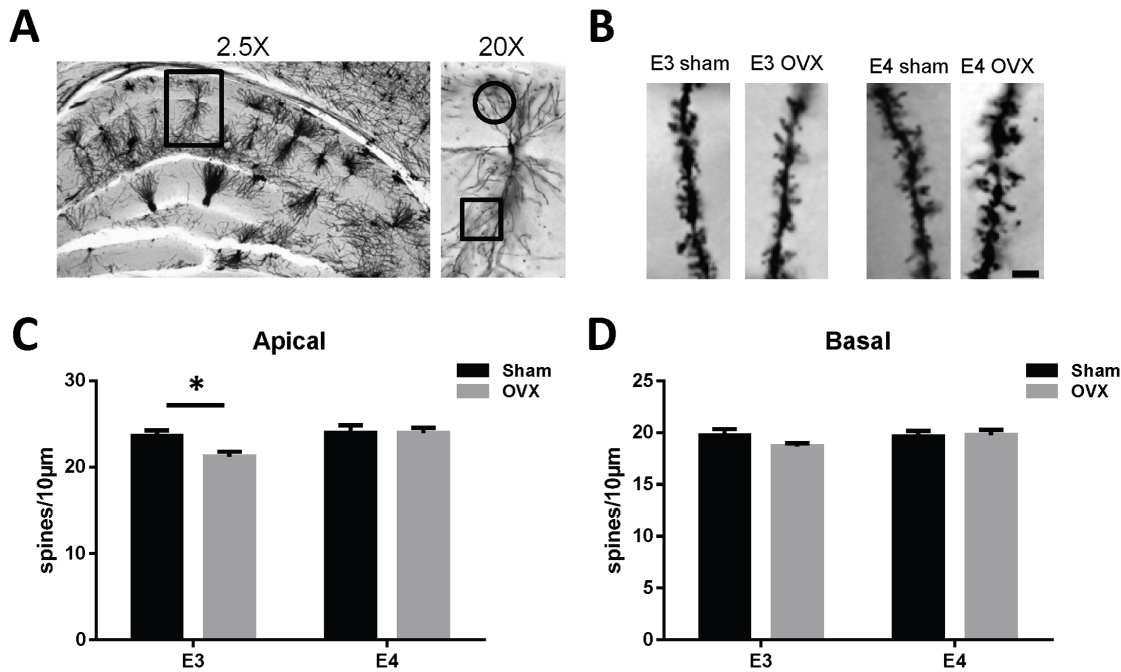 A
2.5X
20X
B
E3 sham
E3 OVX
E4 sham
E4 OVX
C
Apical
Sham
OVX
*
spines/10µm
30
20
10
0
E3
E4
D
Basal
Sham
OVX
spines/10µm
25
20
15
10
5
0
E3
E4